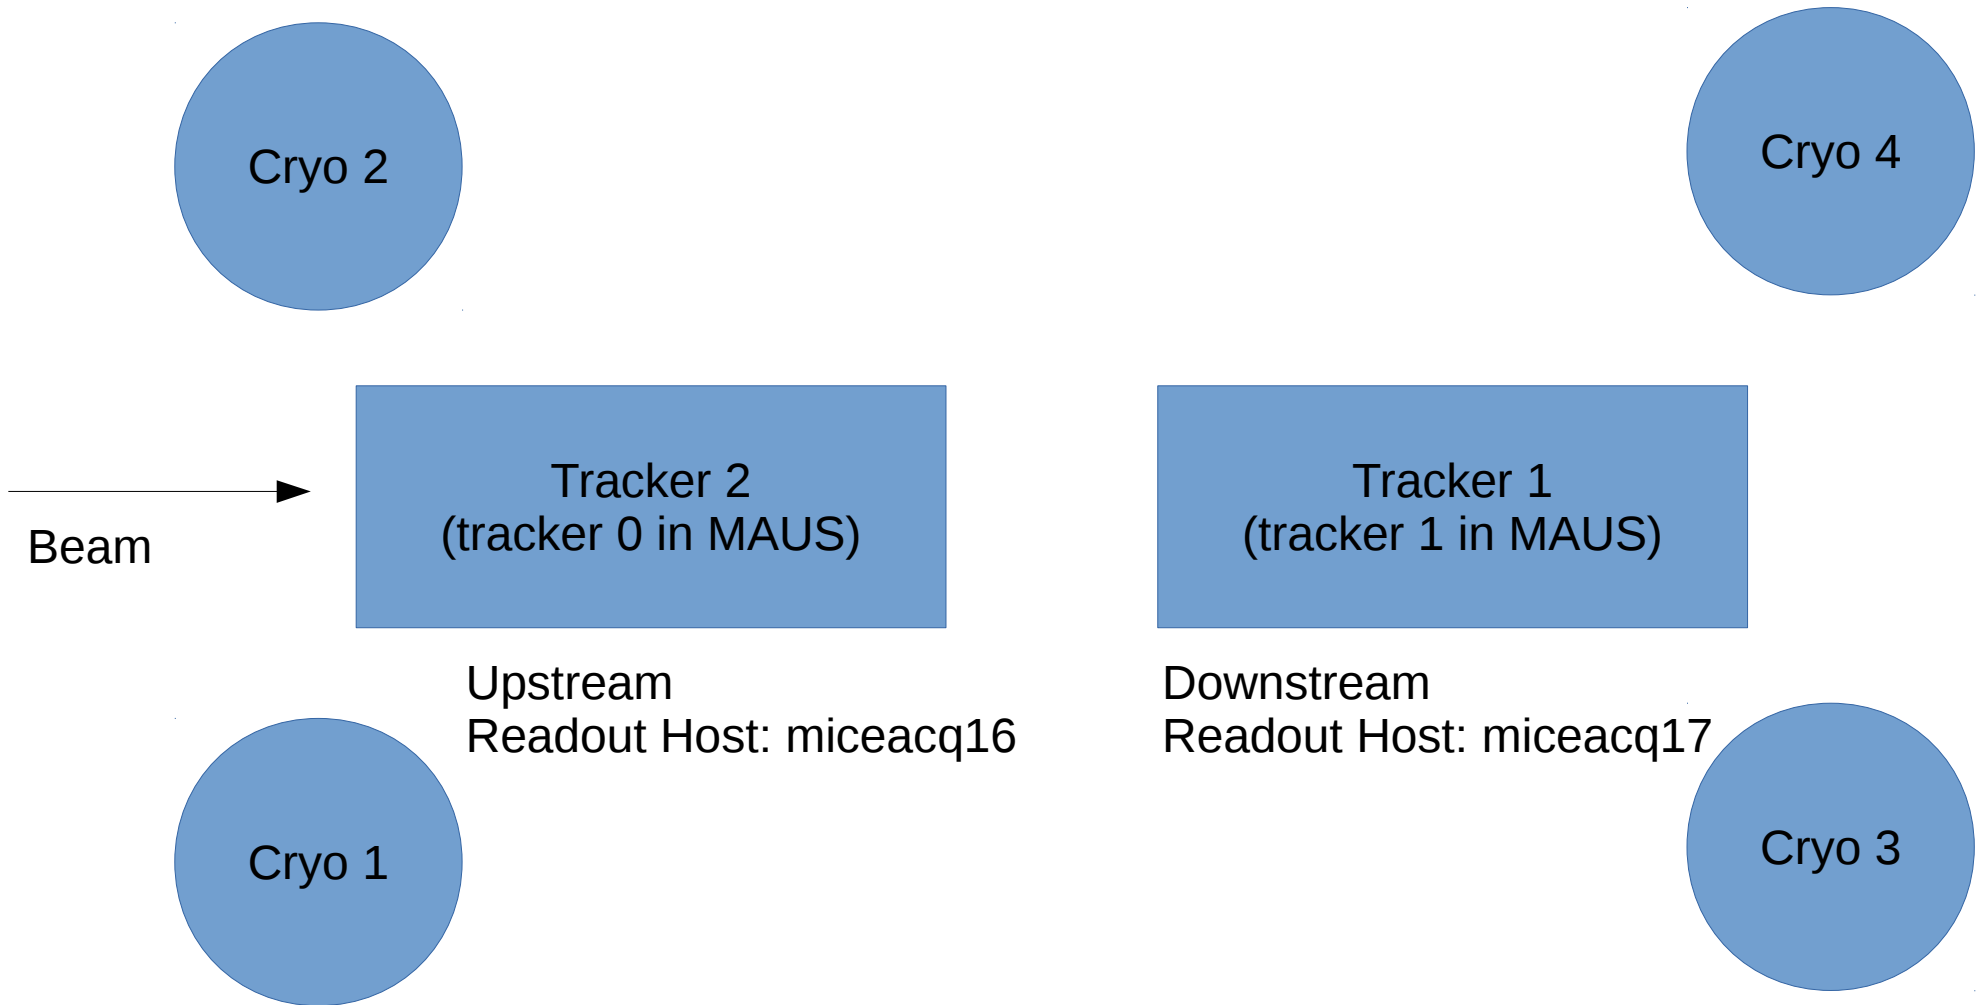 Cryo 2
Cryo 4
Beam
Tracker 2
(tracker 0 in MAUS)
Tracker 1
(tracker 1 in MAUS)
Upstream
Readout Host: miceacq16
Downstream
Readout Host: miceacq17
Cryo 1
Cryo 3